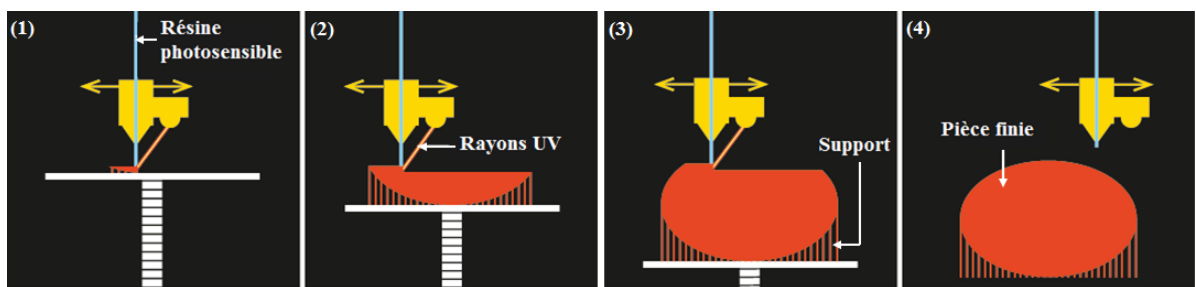 (1)
Résine
photosensible
(2)
Rayons UV
(3)
Support
(4)
Pièce finie